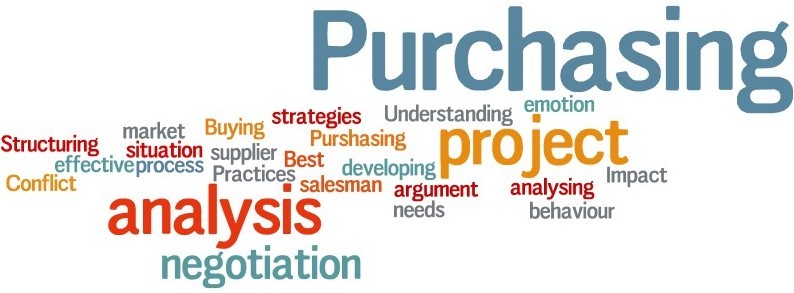 Purchasing
strategies Understanding emotion
market Buying Purshasing project
Structuring situation supplier Best
effective process Practices developing Impact
Conflict salesman argument analysing
analysis needs behaviour
negotiation